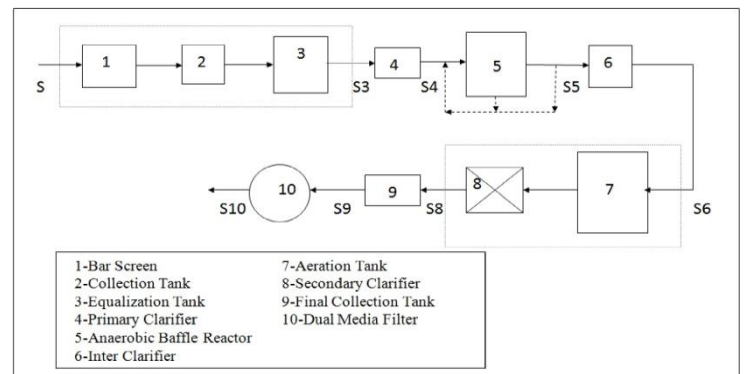 1
2
3
4
5
6
S
S3
S4
S5
10
9
8
7
S10
S9
S8
S6
1-Bar Screen
2-Collection Tank
3-Equalization Tank
4-Primary Clarifier
5-Anaerobic Baffle Reactor
6-Inter Clarifier
7-Aeration Tank
8-Secondary Clarifier
9-Final Collection Tank
10-Dual Media Filter